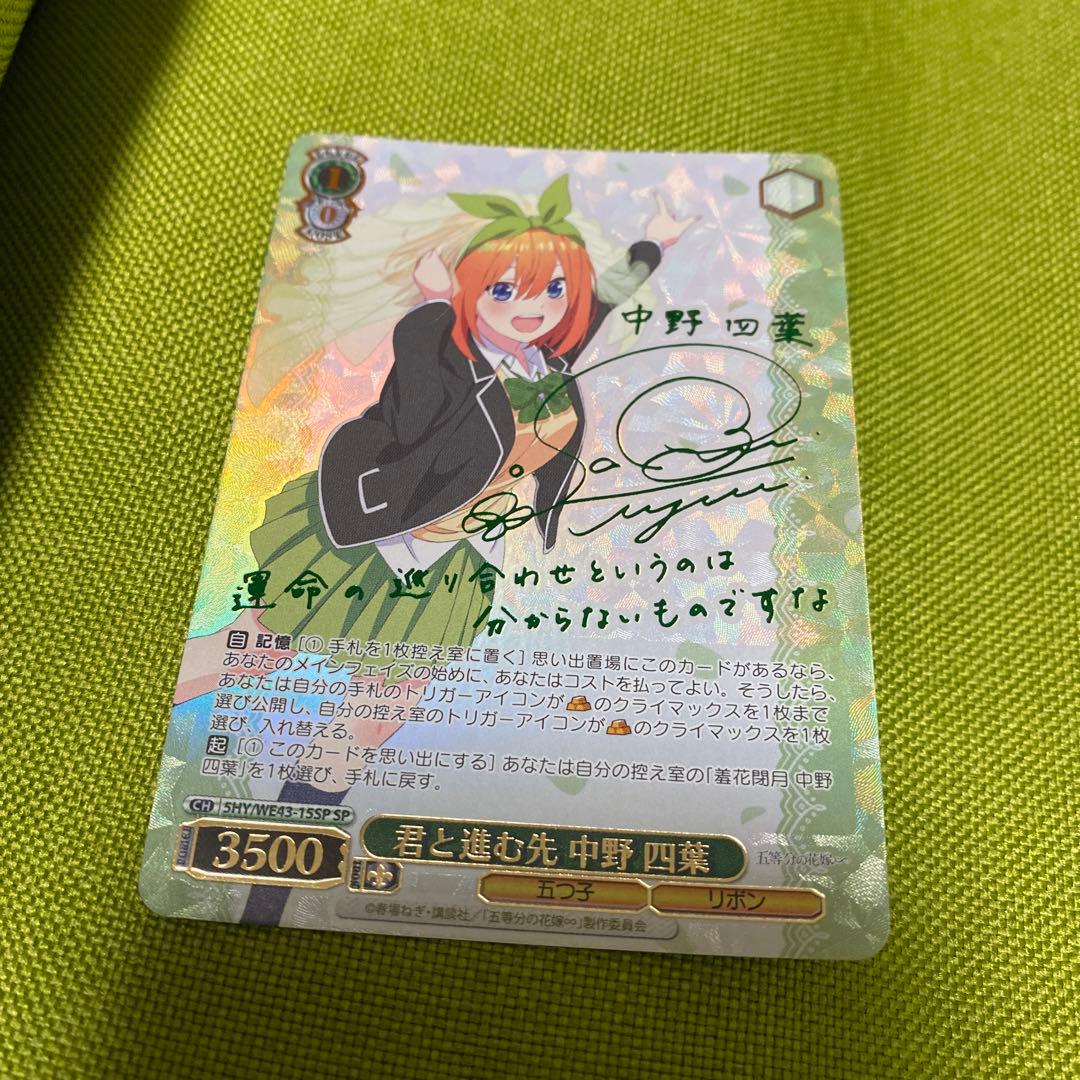 1
0
中野 四葉
運命の巡り合わせというのは
分からないものですな
自 記憶 [① 手札を1枚控え室に置く] 思い出置場にこのカードがあるなら、
あなたのメインフェイズの始めに、あなたはコストを払ってよい。そうしたら、
あなたは自分の手札のトリガーアイコンが のクライマックスを1枚まで
選び公開し、自分の控え室のトリガーアイコンが のクライマックスを1枚
選び、入れ替える。
起 [① このカードを思い出にする] あなたは自分の控え室の「羞花閉月 中野
四葉」を1枚選び、手札に戻す。
CH 5HY/WE43-15SP SP
3500 君と進む先 中野 四葉 五等分の花嫁∽
五つ子 リボン
©春場ねぎ・講談社/「五等分の花嫁∽」製作委員会